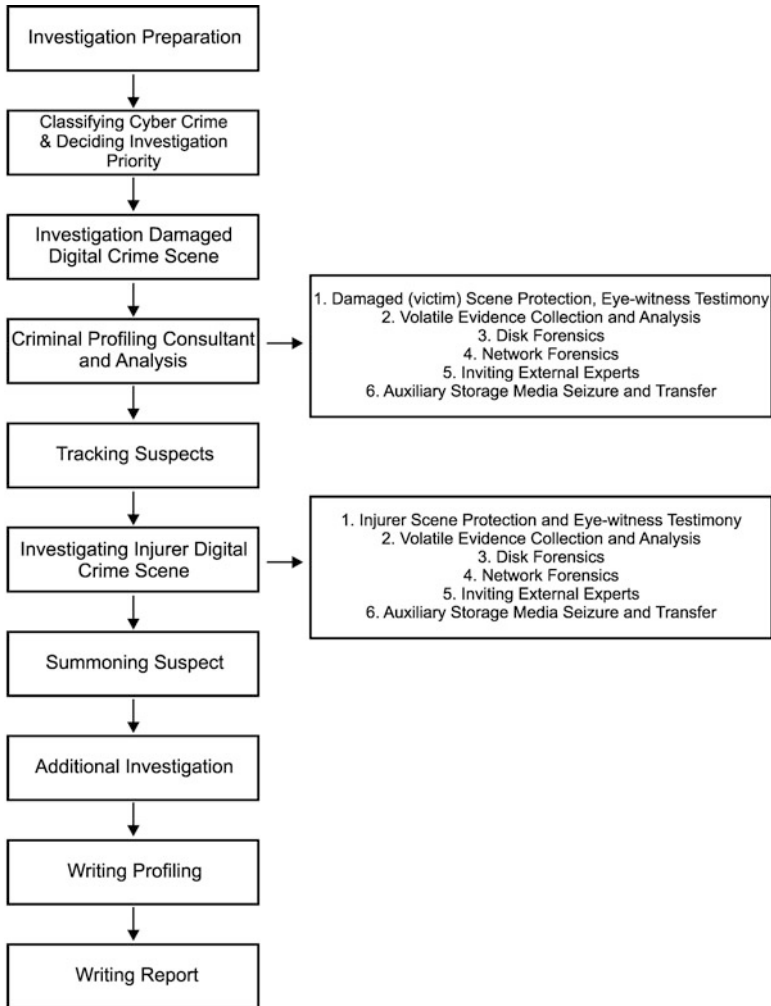 Investigation Preparation
Classifying Cyber Crime
& Deciding Investigation
Priority
Investigation Damaged
Digital Crime Scene
Criminal Profiling Consultant
and Analysis
1. Damaged (victim) Scene Protection, Eye-witness Testimony
2. Volatile Evidence Collection and Analysis
3. Disk Forensics
4. Network Forensics
5. Inviting External Experts
6. Auxiliary Storage Media Seizure and Transfer
Tracking Suspects
Investigating Injurer Digital
Crime Scene
1. Injurer Scene Protection and Eye-witness Testimony
2. Volatile Evidence Collection and Analysis
3. Disk Forensics
4. Network Forensics
5. Inviting External Experts
6. Auxiliary Storage Media Seizure and Transfer
Summoning Suspect
Additional Investigation
Writing Profiling
Writing Report